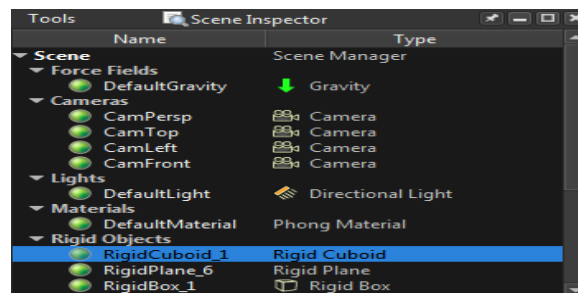 Tools Scene Inspector
Name Type
Scene Scene Manager
Force Fields
DefaultGravity Gravity
Cameras
CamPersp Camera
CamTop Camera
CamLeft Camera
CamFront Camera
Lights
DefaultLight Directional Light
Materials
DefaultMaterial Phong Material
Rigid Objects
RigidCuboid_1 Rigid Cuboid
RigidPlane_6 Rigid Plane
RigidBox_1 Rigid Box